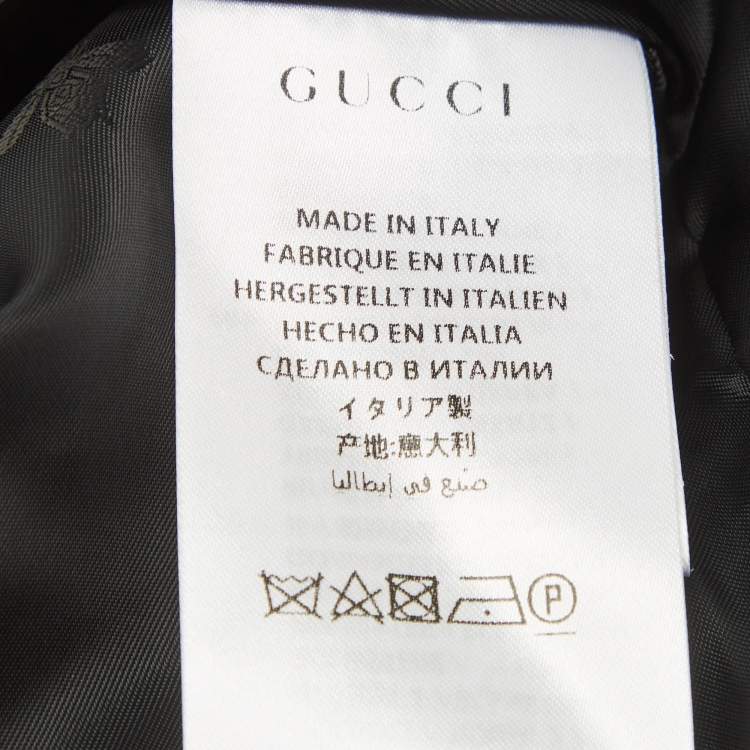 GUCCI
MADE IN ITALY
FABRIQUE EN ITALIE
HERGESTELLT IN ITALIEN
HECHO EN ITALIA
СДЕЛАНО В ИТАЛИИ
イタリア製
产地:意大利
صنع في إيطاليا
P